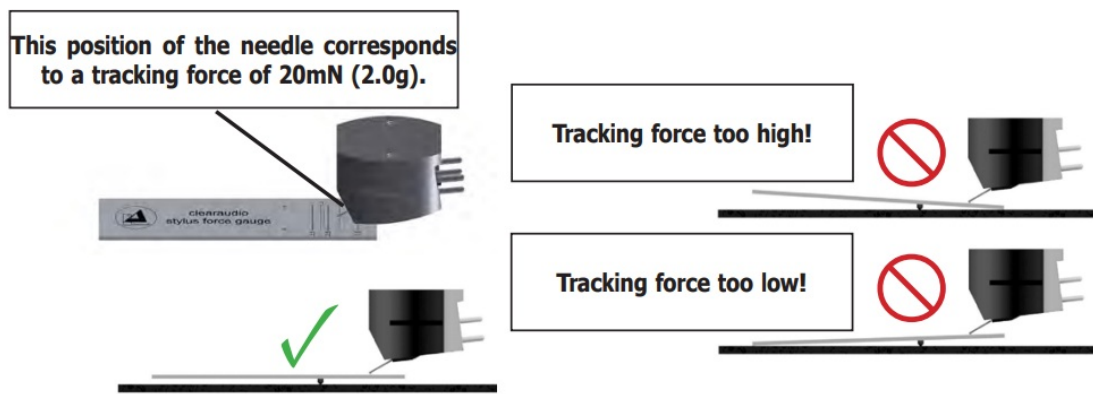 This position of the needle corresponds
to a tracking force of 20mN (2.0g).
clearaudio
stylus force gauge
Tracking force too high!
Tracking force too low!